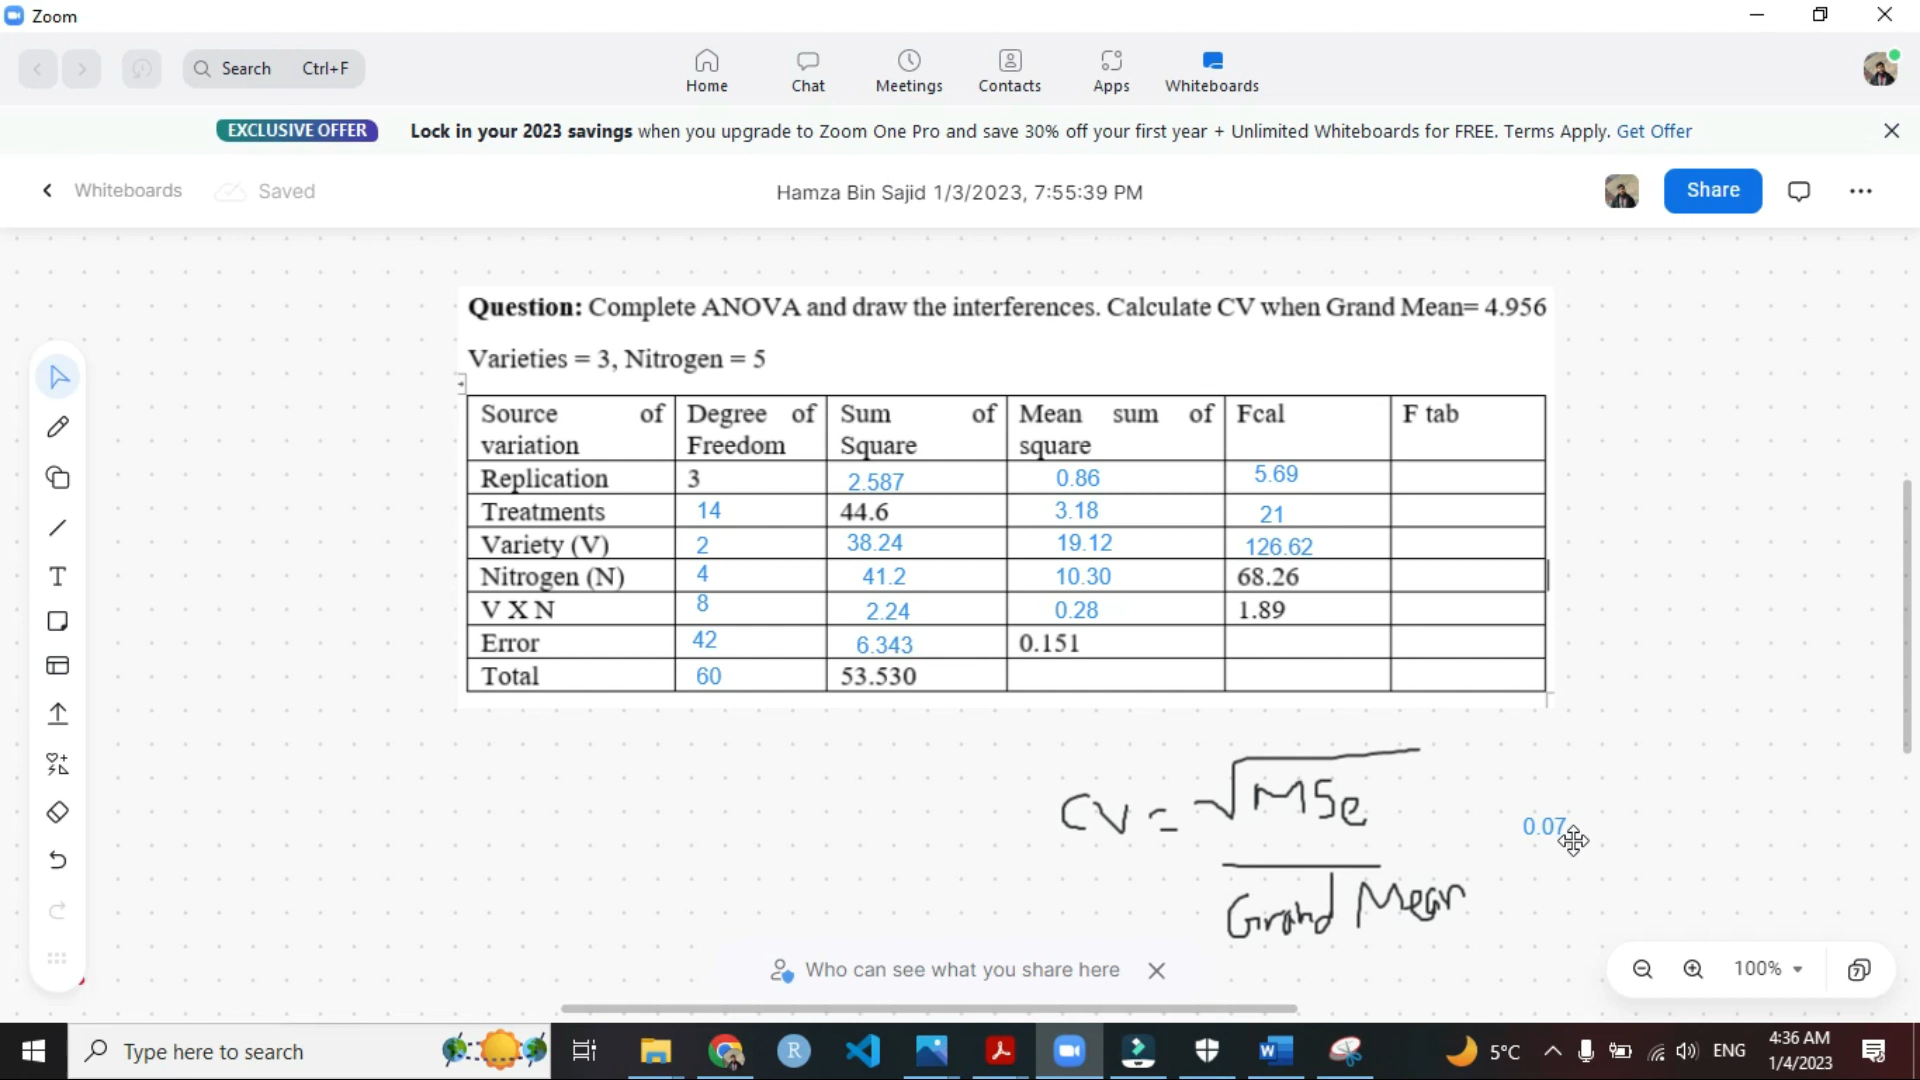 Zoom
Search Ctrl+F
Home Chat Meetings Contacts Apps Whiteboards
EXCLUSIVE OFFER Lock in your 2023 savings when you upgrade to Zoom One Pro and save 30% off your first year + Unlimited Whiteboards for FREE. Terms Apply. Get Offer
Whiteboards Saved Hamza Bin Sajid 1/3/2023, 7:55:39 PM Share
Question: Complete ANOVA and draw the interferences. Calculate CV when Grand Mean= 4.956
Varieties = 3, Nitrogen = 5
Source of variation Degree of Freedom Sum of Square Mean sum of square Fcal F tab
Replication 3 2.587 0.86 5.69
Treatments 14 44.6 3.18 21
Variety (V) 2 38.24 19.12 126.62
Nitrogen (N) 4 41.2 10.30 68.26
V X N 8 2.24 0.28 1.89
Error 42 6.343 0.151
Total 60 53.530
CV = √MSe
0.07
Grand Mean
Who can see what you share here
100%
7
Type here to search
5°C ENG 4:36 AM
1/4/2023